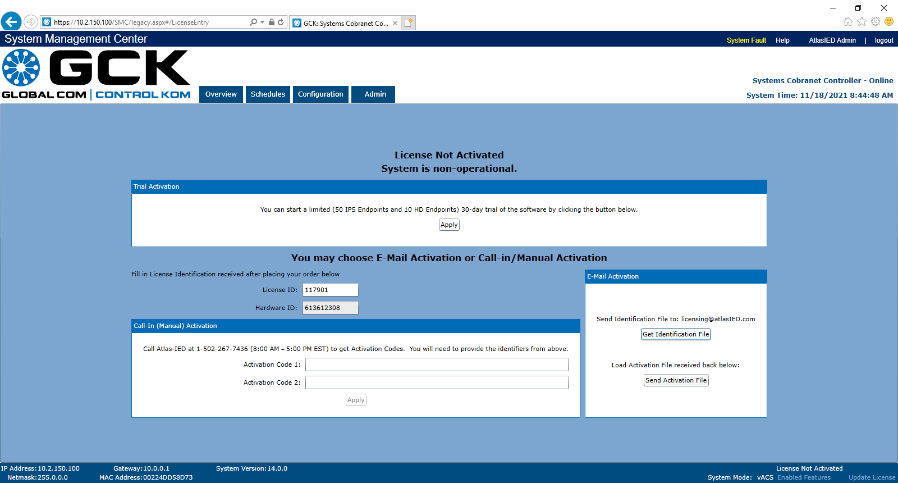 https://10.2.150.100/SMC/legacy.aspx#/LicenseEntry
GCK: Systems Cobranet Co...
System Management Center
System Fault Help AtlasIED Admin | logout
GCK
GLOBALCOM | CONTROLKOM
Overview Schedules Configuration Admin
Systems Cobranet Controller - Online
System Time: 11/18/2021 8:44:48 AM
License Not Activated
System is non-operational.
Trial Activation
You can start a limited (50 IPS Endpoints and 10 HD Endpoints) 30-day trial of the software by clicking the button below.
Apply
You may choose E-Mail Activation or Call-in/Manual Activation
Fill in License Identification received after placing your order below
License ID: 117901
Hardware ID: 613612308
Call-In (Manual) Activation
Call Atlas-IED at 1-502-267-7436 (8:00 AM – 5:00 PM EST) to get Activation Codes. You will need to provide the identifiers from above.
Activation Code 1:
Activation Code 2:
Apply
E-Mail Activation
Send Identification File to: licensing@atlasIED.com
Get Identification File
Load Activation File received back below:
Send Activation File
IP Address:10.2.150.100 Gateway:10.0.0.1 System Version:14.0.0 License Not Activated
Netmask:255.0.0.0 MAC Address:00224DD58D73 System Mode: vACS Enabled Features Update License